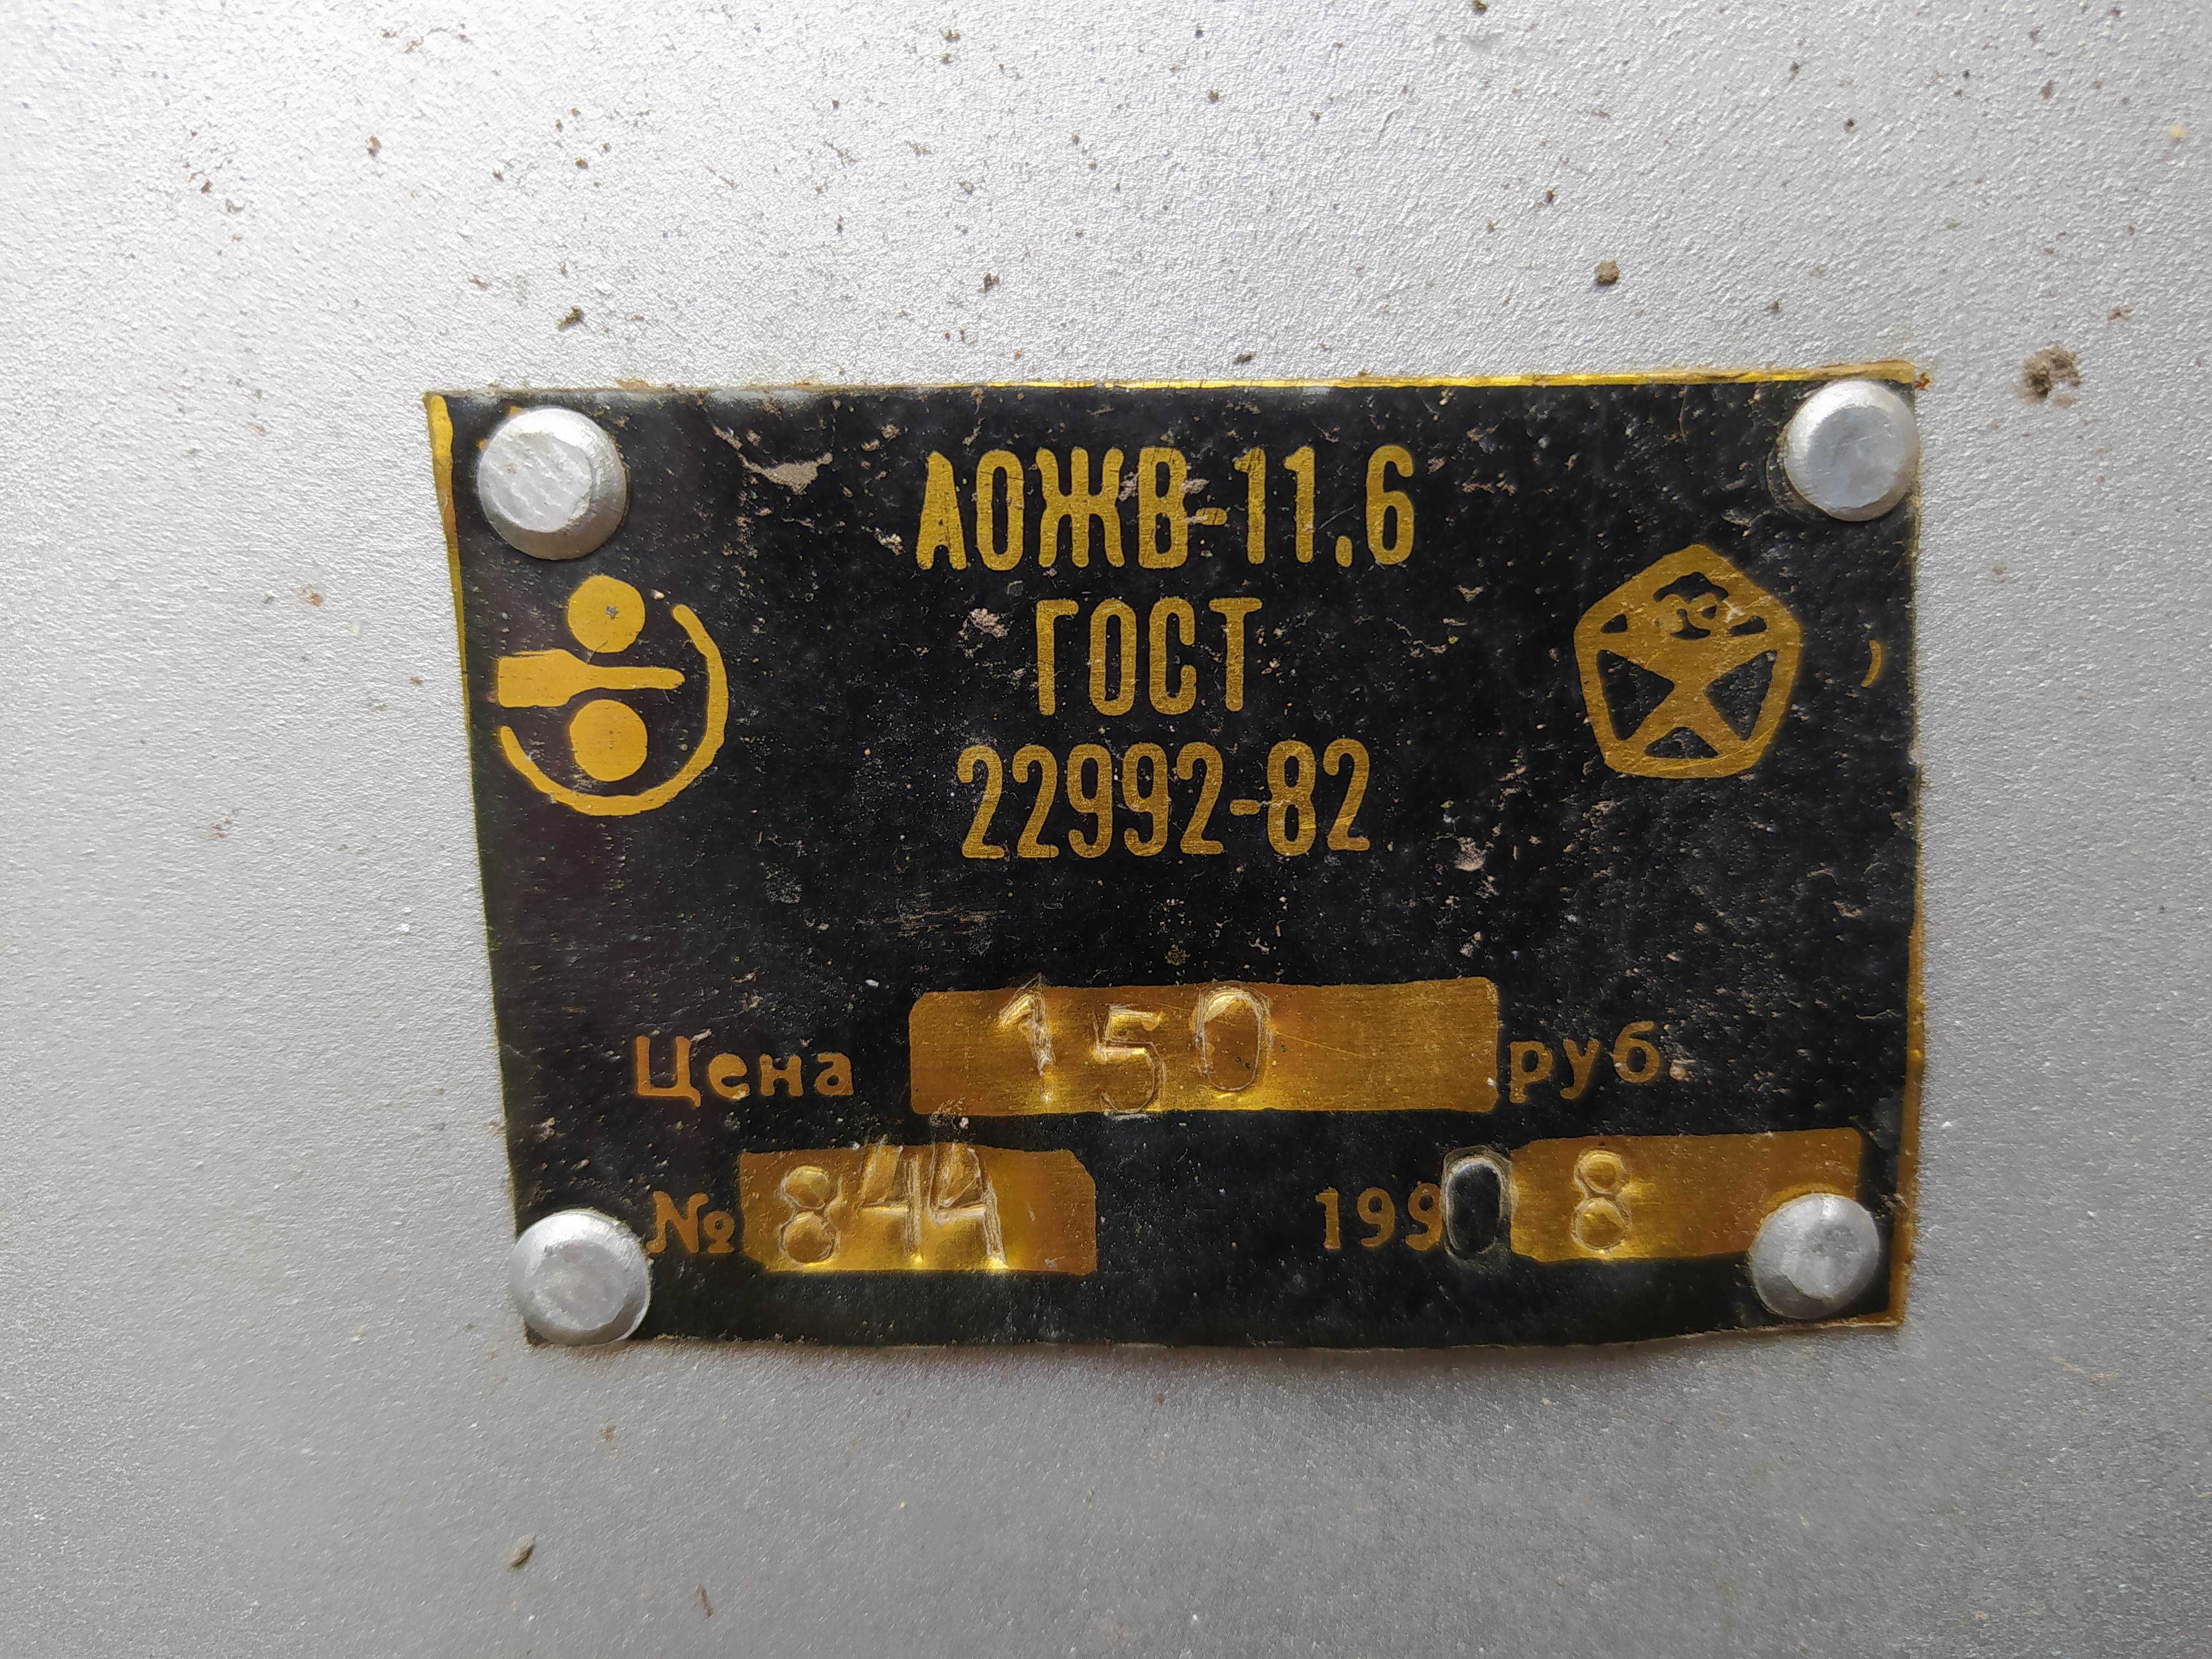 АОЖВ-11,6
ГОСТ
22992-82
Цена 150 руб.
№ 844 1990 8